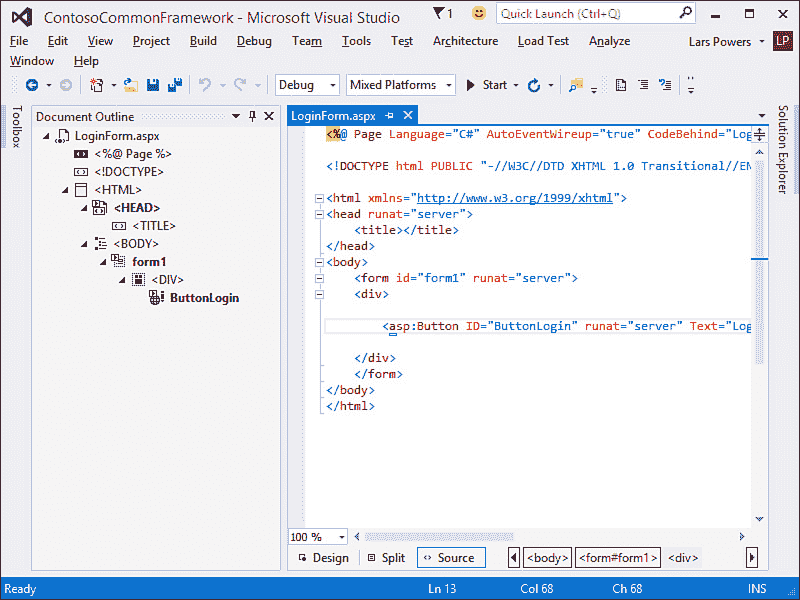 ContosoCommonFramework - Microsoft Visual Studio 1 Quick Launch (Ctrl+Q)
File Edit View Project Build Debug Team Tools Test Architecture Load Test Analyze Lars Powers LP
Window Help
Debug Mixed Platforms Start
Toolbox
Document Outline
LoginForm.aspx
<%@ Page %>
<!DOCTYPE>
<HTML>
<HEAD>
<TITLE>
<BODY>
form1
<DIV>
ButtonLogin
LoginForm.aspx
<%@ Page Language="C#" AutoEventWireup="true" CodeBehind="Log
<!DOCTYPE html PUBLIC "-//W3C//DTD XHTML 1.0 Transitional//EN
<html xmlns="http://www.w3.org/1999/xhtml">
<head runat="server">
<title></title>
</head>
<body>
<form id="form1" runat="server">
<div>
<asp:Button ID="ButtonLogin" runat="server" Text="Log
</div>
</form>
</body>
</html>
100 %
Design Split Source <body> <form#form1> <div>
Solution Explorer
Ready Ln 13 Col 68 Ch 68 INS